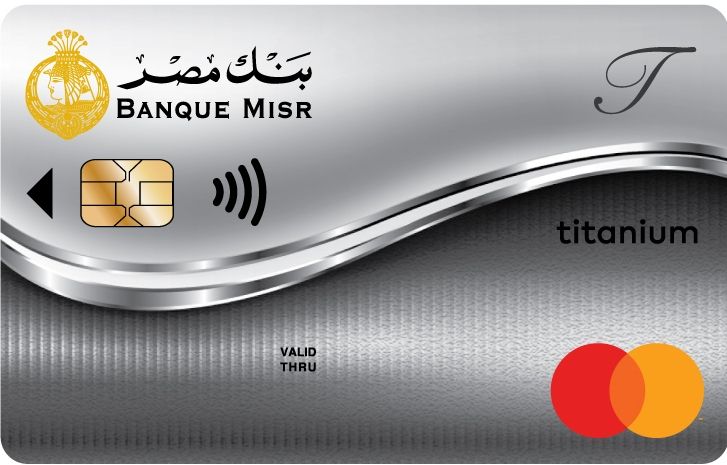 بنك مصر
BANQUE MISR
T
titanium
VALID
THRU